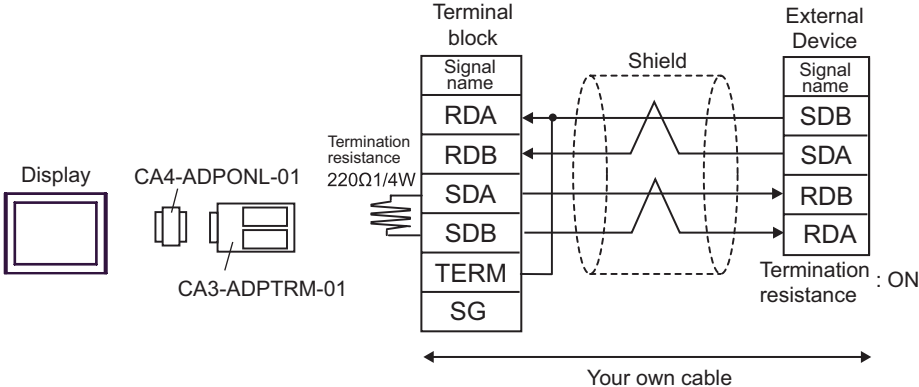 Terminal
block
External
Device
Shield
Signal
name
RDA
RDB
SDA
SDB
TERM
SG
Signal
name
SDB
SDA
RDB
RDA
Termination
resistance
220Ω1/4W
Display
CA4-ADPONL-01
CA3-ADPTRM-01
Termination
resistance : ON
Your own cable